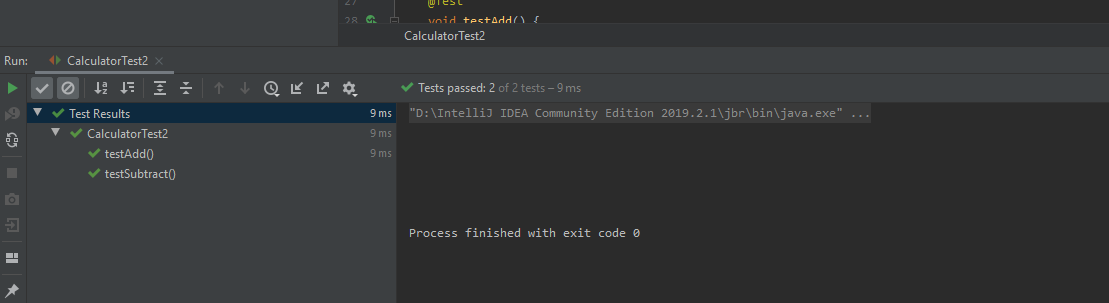 27 @Test
28 void testAdd() {
CalculatorTest2
Run: CalculatorTest2
Tests passed: 2 of 2 tests – 9 ms
Test Results 9 ms
"D:\IntelliJ IDEA Community Edition 2019.2.1\jbr\bin\java.exe" ...
CalculatorTest2 9 ms
testAdd() 9 ms
testSubtract()
Process finished with exit code 0